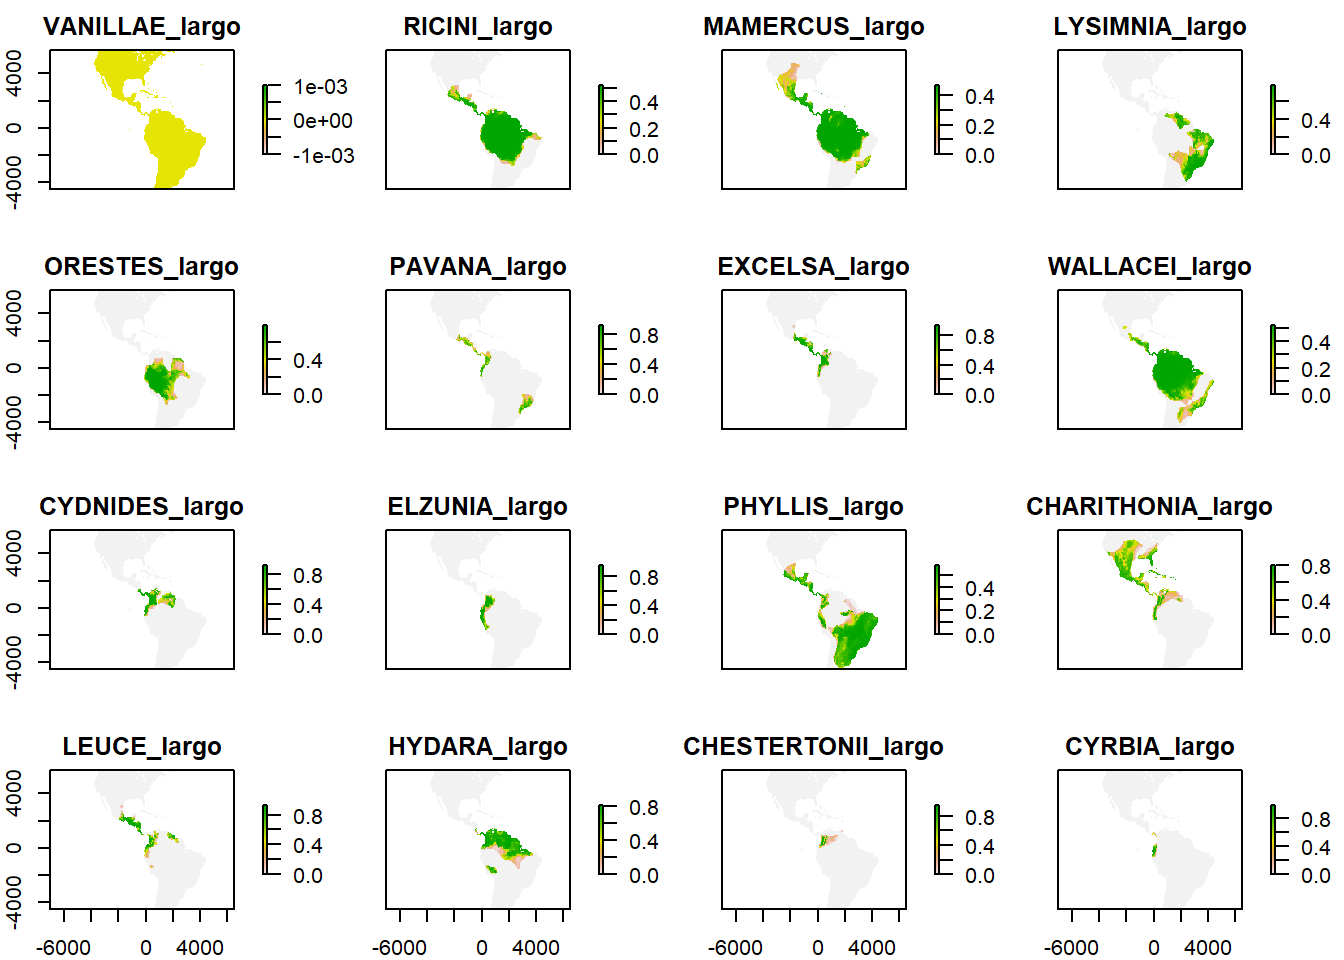 VANILLAE_largo RICINI_largo MAMERCUS_largo LYSIMNIA_largo
4000 0 -4000 1e-03 0e+00 -1e-03 0.4 0.2 0.0 0.4 0.2 0.0 0.4 0.0
ORESTES_largo PAVANA_largo EXCELSA_largo WALLACEI_largo
4000 0 -4000 0.4 0.0 0.8 0.4 0.0 0.8 0.4 0.0 0.4 0.2 0.0
CYDNIDES_largo ELZUNIA_largo PHYLLIS_largo CHARITHONIA_largo
4000 0 -4000 0.8 0.4 0.0 0.8 0.4 0.0 0.4 0.2 0.0 0.8 0.4 0.0
LEUCE_largo HYDARA_largo CHESTERTONII_largo CYRBIA_largo
4000 0 -4000 0.8 0.4 0.0 0.8 0.4 0.0 0.8 0.4 0.0 0.8 0.4 0.0
-6000 0 4000 -6000 0 4000 -6000 0 4000 -6000 0 4000